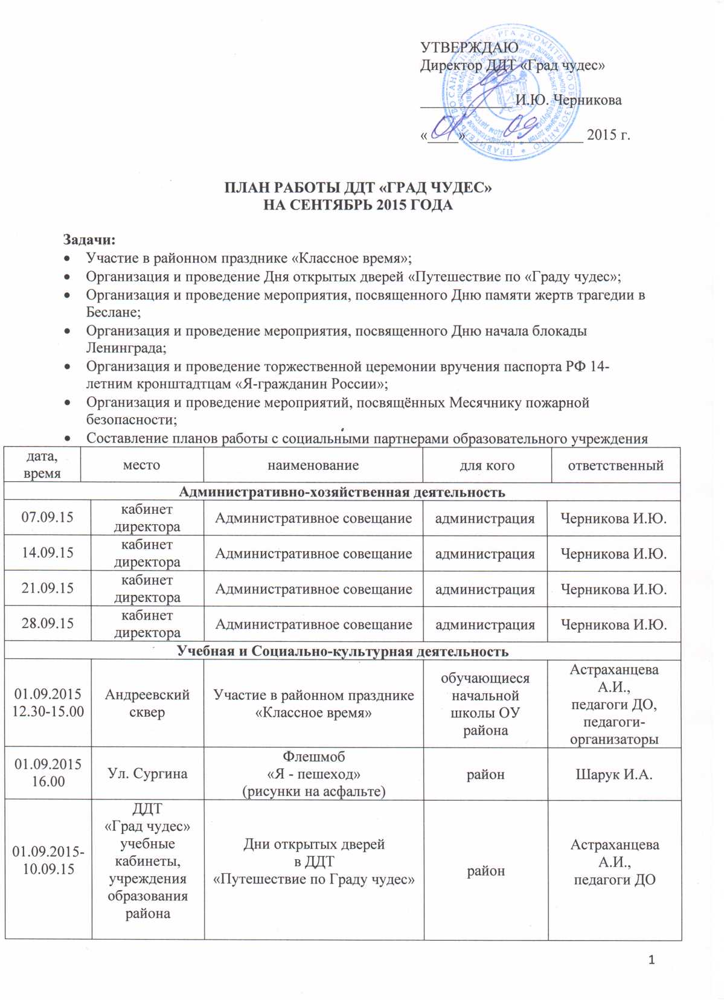 УТВЕРЖДАЮ
Директор ДДТ «Град чудес»
____________ И.Ю. Черникова
«01» 09 2015 г.
ПЛАН РАБОТЫ ДДТ «ГРАД ЧУДЕС»
НА СЕНТЯБРЬ 2015 ГОДА
Задачи:
• Участие в районном празднике «Классное время»;
• Организация и проведение Дня открытых дверей «Путешествие по «Граду чудес»;
• Организация и проведение мероприятия, посвященного Дню памяти жертв трагедии в
Беслане;
• Организация и проведение мероприятия, посвященного Дню начала блокады
Ленинграда;
• Организация и проведение торжественной церемонии вручения паспорта РФ 14-
летним кронштадтцам «Я-гражданин России»;
• Организация и проведение мероприятий, посвящённых Месячнику пожарной
безопасности;
• Составление планов работы с социальными партнерами образовательного учреждения
дата,
время
место
наименование
для кого
ответственный
Административно-хозяйственная деятельность
07.09.15
кабинет
директора
Административное совещание
администрация
Черникова И.Ю.
14.09.15
кабинет
директора
Административное совещание
администрация
Черникова И.Ю.
21.09.15
кабинет
директора
Административное совещание
администрация
Черникова И.Ю.
28.09.15
кабинет
директора
Административное совещание
администрация
Черникова И.Ю.
Учебная и Социально-культурная деятельность
01.09.2015
12.30-15.00
Андреевский
сквер
Участие в районном празднике
«Классное время»
обучающиеся
начальной
школы ОУ
района
Астраханцева
А.И.,
педагоги ДО,
педагоги-
организаторы
01.09.2015
16.00
Ул. Сургина
Флешмоб
«Я - пешеход»
(рисунки на асфальте)
район
Шарук И.А.
01.09.2015-
10.09.15
ДДТ
«Град чудес»
учебные
кабинеты,
учреждения
образования
района
Дни открытых дверей
в ДДТ
«Путешествие по Граду чудес»
район
Астраханцева
А.И.,
педагоги ДО
1